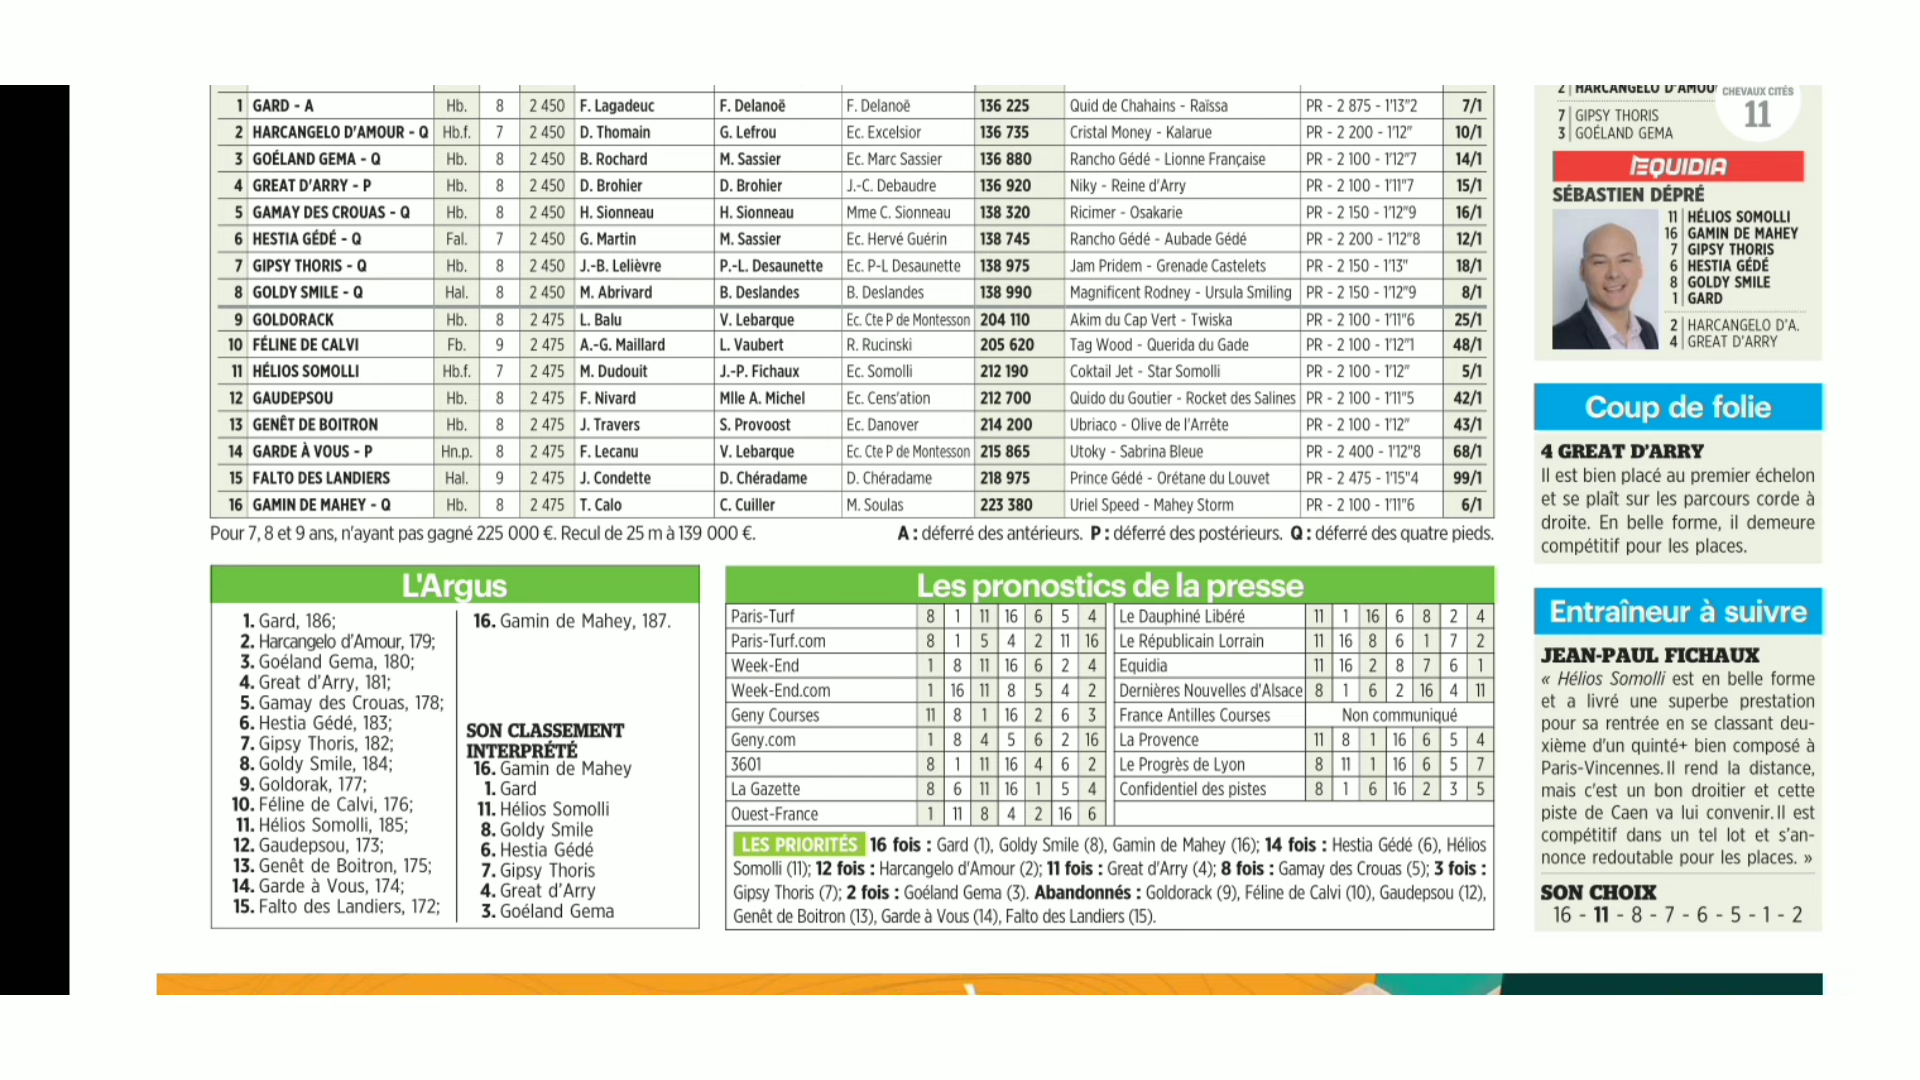 1 GARD - A Hb. 8 2 450 F. Lagadeuc F. Delanoë F. Delanoë 136 225 Quid de Chahains - Raïssa PR - 2 875 - 1'13"2 7/1
2 HARCANGELO D'AMOUR - Q Hb.f. 7 2 450 D. Thomain G. Lefrou Ec. Excelsior 136 735 Cristal Money - Kalarue PR - 2 200 - 1'12" 10/1
3 GOÉLAND GEMA - Q Hb. 8 2 450 B. Rochard M. Sassier Ec. Marc Sassier 136 880 Rancho Gédé - Lionne Française PR - 2 100 - 1'12"7 14/1
4 GREAT D'ARRY - P Hb. 8 2 450 D. Brohier D. Brohier J.-C. Debaudre 136 920 Niky - Reine d'Arry PR - 2 100 - 1'11"7 15/1
5 GAMAY DES CROUAS - Q Hb. 8 2 450 H. Sionneau H. Sionneau Mme C. Sionneau 138 320 Ricimer - Osakarie PR - 2 150 - 1'12"9 16/1
6 HESTIA GÉDÉ - Q Fal. 7 2 450 G. Martin M. Sassier Ec. Hervé Guérin 138 745 Rancho Gédé - Aubade Gédé PR - 2 200 - 1'12"8 12/1
7 GIPSY THORIS - Q Hb. 8 2 450 J.-B. Lelièvre P.-L. Desaunette Ec. P-L Desaunette 138 975 Jam Pridem - Grenade Castelets PR - 2 150 - 1'13" 18/1
8 GOLDY SMILE - Q Hal. 8 2 450 M. Abrivard B. Deslandes B. Deslandes 138 990 Magnificent Rodney - Ursula Smiling PR - 2 150 - 1'12"9 8/1
9 GOLDORACK Hb. 8 2 475 L. Balu V. Lebarque Ec. Cte P de Montesson 204 110 Akim du Cap Vert - Twiska PR - 2 100 - 1'11"6 25/1
10 FÉLINE DE CALVI Fb. 9 2 475 A.-G. Maillard L. Vaubert R. Rucinski 205 620 Tag Wood - Querida du Gade PR - 2 100 - 1'12"1 48/1
11 HÉLIOS SOMOLLI Hb.f. 7 2 475 M. Dudouit J.-P. Fichaux Ec. Somolli 212 190 Coktail Jet - Star Somolli PR - 2 100 - 1'12" 5/1
12 GAUDEPSOU Hb. 8 2 475 F. Nivard Mlle A. Michel Ec. Cens'ation 212 700 Quido du Goutier - Rocket des Salines PR - 2 100 - 1'11"5 42/1
13 GENÊT DE BOITRON Hb. 8 2 475 J. Travers S. Provoost Ec. Danover 214 200 Ubriaco - Olive de l'Arrête PR - 2 100 - 1'12" 43/1
14 GARDE À VOUS - P Hn.p. 8 2 475 F. Lecanu V. Lebarque Ec. Cte P de Montesson 215 865 Utoky - Sabrina Bleue PR - 2 400 - 1'12"8 68/1
15 FALTO DES LANDIERS Hal. 9 2 475 J. Condette D. Chéradame D. Chéradame 218 975 Prince Gédé - Orétane du Louvet PR - 2 475 - 1'15"4 99/1
16 GAMIN DE MAHEY - Q Hb. 8 2 475 T. Calo C. Cuiller M. Soulas 223 380 Uriel Speed - Mahey Storm PR - 2 100 - 1'11"6 6/1
Pour 7, 8 et 9 ans, n'ayant pas gagné 225 000 €. Recul de 25 m à 139 000 €.
A : déferré des antérieurs. P : déferré des postérieurs. Q : déferré des quatre pieds.
L'Argus
1. Gard, 186;
2. Harcangelo d'Amour, 179;
3. Goéland Gema, 180;
4. Great d'Arry, 181;
5. Gamay des Crouas, 178;
6. Hestia Gédé, 183;
7. Gipsy Thoris, 182;
8. Goldy Smile, 184;
9. Goldorak, 177;
10. Féline de Calvi, 176;
11. Hélios Somolli, 185;
12. Gaudepsou, 173;
13. Genêt de Boitron, 175;
14. Garde à Vous, 174;
15. Falto des Landiers, 172;
16. Gamin de Mahey, 187.
SON CLASSEMENT
INTERPRÉTÉ
16. Gamin de Mahey
1. Gard
11. Hélios Somolli
8. Goldy Smile
6. Hestia Gédé
7. Gipsy Thoris
4. Great d'Arry
3. Goéland Gema
Les pronostics de la presse
Paris-Turf 8 1 11 16 6 5 4
Paris-Turf.com 8 1 5 4 2 11 16
Week-End 1 8 11 16 6 2 4
Week-End.com 1 16 11 8 5 4 2
Geny Courses 11 8 1 16 2 6 3
Geny.com 1 8 4 5 6 2 16
3601 8 1 11 16 4 6 2
La Gazette 8 6 11 16 1 5 4
Ouest-France 1 11 8 4 2 16 6
Le Dauphiné Libéré 11 1 16 6 8 2 4
Le Républicain Lorrain 11 16 8 6 1 7 2
Equidia 11 16 2 8 7 6 1
Dernières Nouvelles d'Alsace 8 1 6 2 16 4 11
France Antilles Courses Non communiqué
La Provence 11 8 1 16 6 5 4
Le Progrès de Lyon 8 11 1 16 6 5 7
Confidentiel des pistes 8 1 6 16 2 3 5
LES PRIORITÉS 16 fois : Gard (1), Goldy Smile (8), Gamin de Mahey (16); 14 fois : Hestia Gédé (6), Hélios
Somolli (11); 12 fois : Harcangelo d'Amour (2); 11 fois : Great d'Arry (4); 8 fois : Gamay des Crouas (5); 3 fois :
Gipsy Thoris (7); 2 fois : Goéland Gema (3). Abandonnés : Goldorack (9), Féline de Calvi (10), Gaudepsou (12),
Genêt de Boitron (13), Garde à Vous (14), Falto des Landiers (15).
2 HARCANGELO D'AMOU
7 GIPSY THORIS
3 GOÉLAND GEMA
CHEVAUX CITÉS
11
EQUIDIA
SÉBASTIEN DÉPRÉ
11 HÉLIOS SOMOLLI
16 GAMIN DE MAHEY
7 GIPSY THORIS
6 HESTIA GÉDÉ
8 GOLDY SMILE
1 GARD
2 HARCANGELO D'A.
4 GREAT D'ARRY
Coup de folie
4 GREAT D'ARRY
Il est bien placé au premier échelon
et se plaît sur les parcours corde à
droite. En belle forme, il demeure
compétitif pour les places.
Entraîneur à suivre
JEAN-PAUL FICHAUX
« Hélios Somolli est en belle forme
et a livré une superbe prestation
pour sa rentrée en se classant deu-
xième d'un quinté+ bien composé à
Paris-Vincennes. Il rend la distance,
mais c'est un bon droitier et cette
piste de Caen va lui convenir. Il est
compétitif dans un tel lot et s'an-
nonce redoutable pour les places. »
SON CHOIX
16 - 11 - 8 - 7 - 6 - 5 - 1 - 2